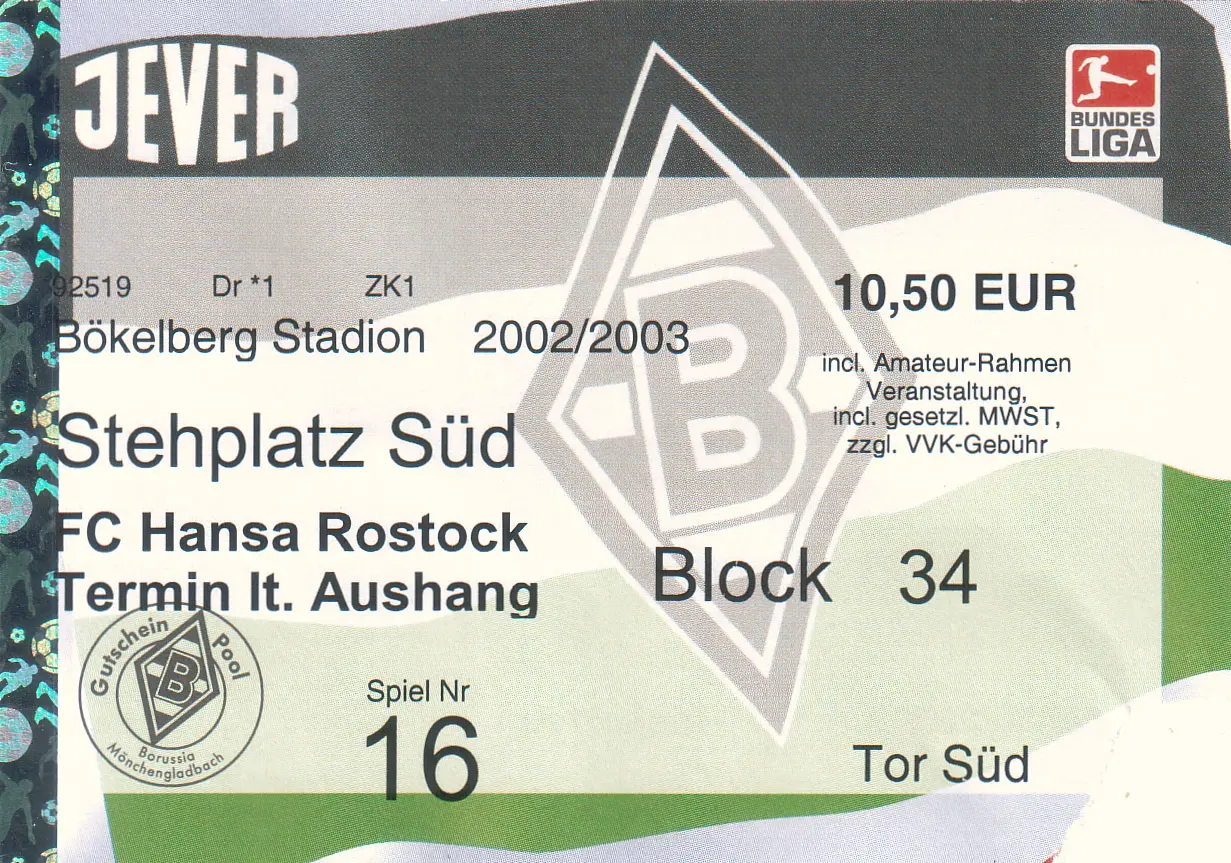 JEVER
BUNDES
LIGA
92519 Dr *1 ZK1
10,50 EUR
Bökelberg Stadion 2002/2003
incl. Amateur-Rahmen
Veranstaltung,
incl. gesetzl. MWST,
zzgl. VVK-Gebühr
Stehplatz Süd
FC Hansa Rostock
Termin lt. Aushang
Block 34
Gutschein Pool
B
Borussia
Mönchengladbach
Spiel Nr
16
Tor Süd
B